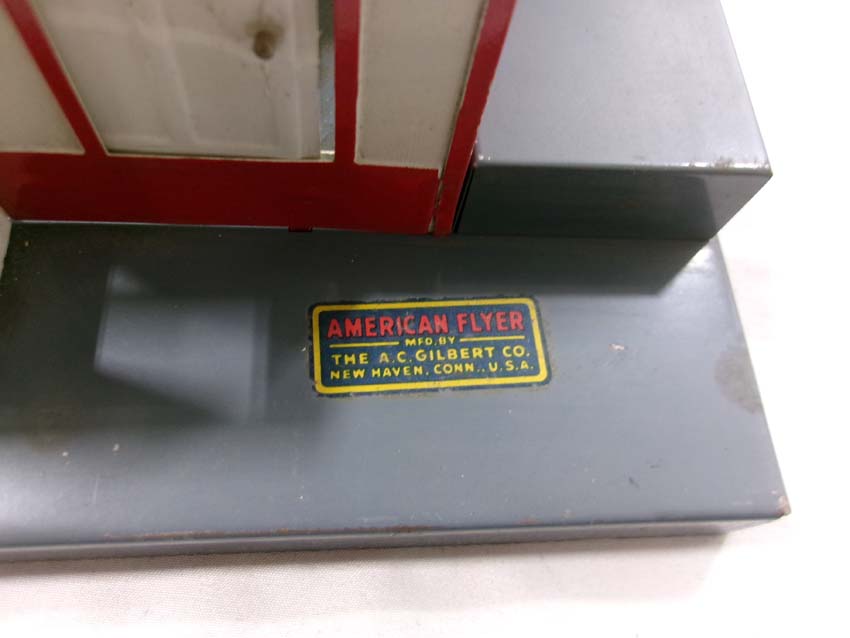 AMERICAN FLYER
MFD. BY
THE A.C. GILBERT CO.
NEW HAVEN, CONN., U.S.A.